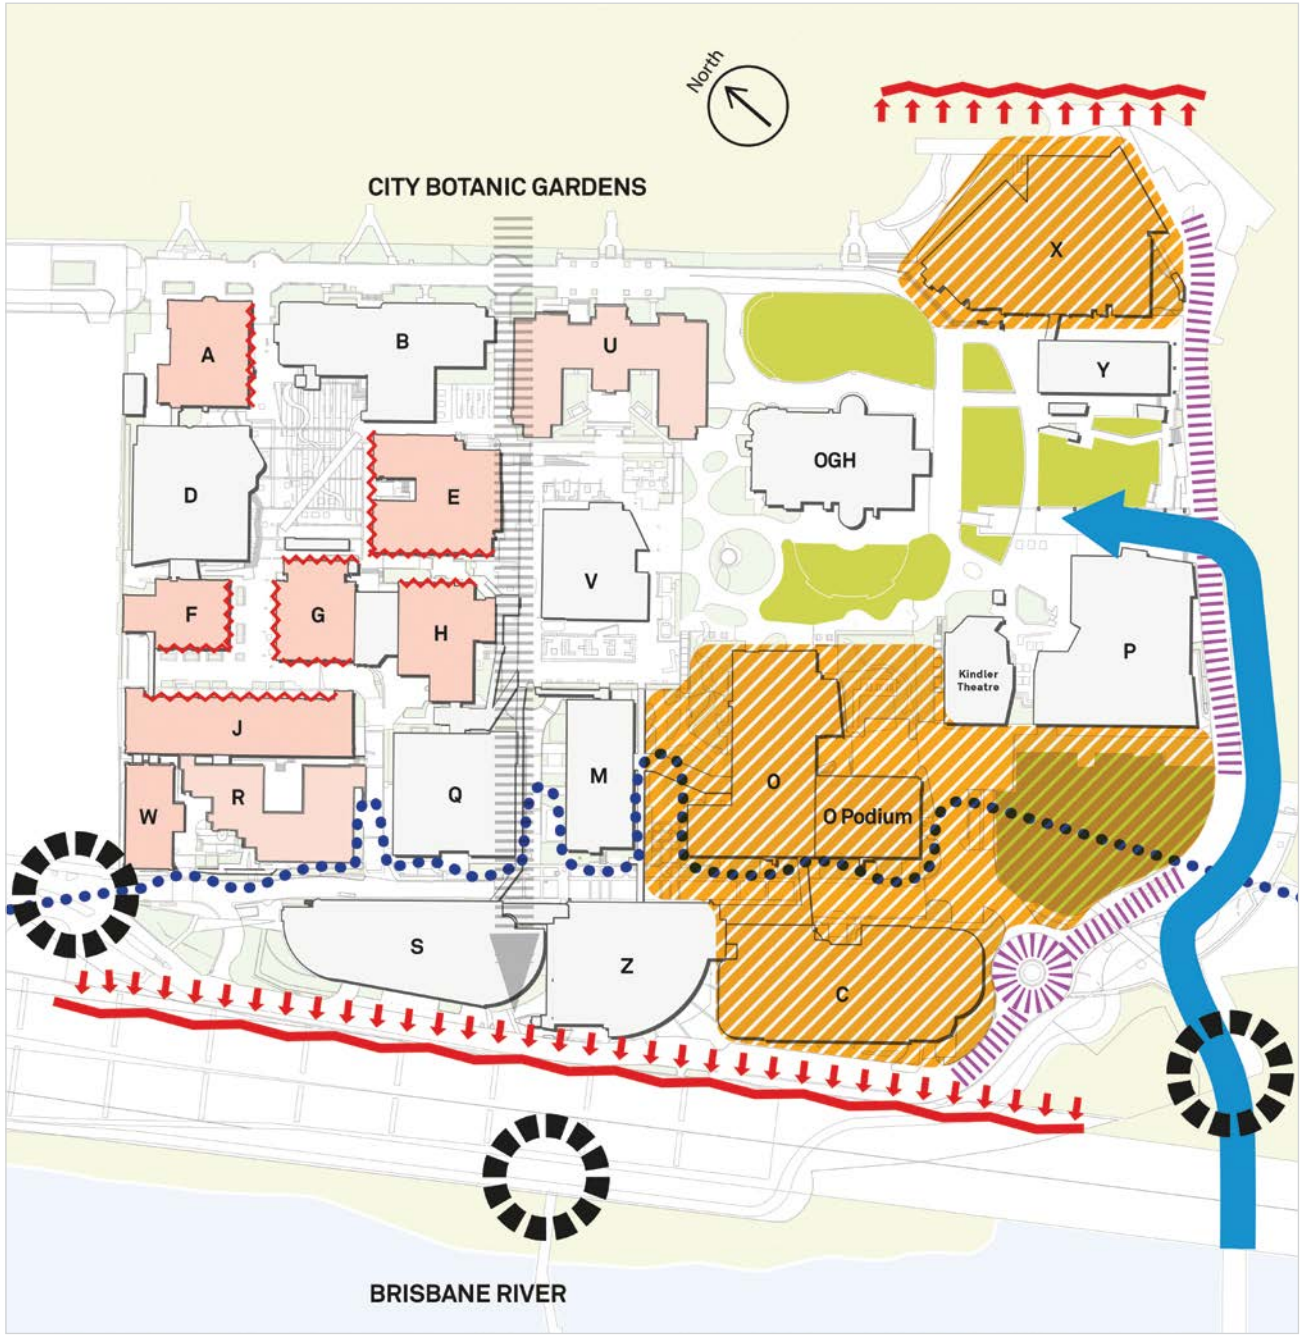 North
CITY BOTANIC GARDENS
X
A
B
U
Y
OGH
D
E
V
F
G
H
P
Kindler
Theatre
J
W
R
Q
M
O
O Podium
S
Z
C
BRISBANE RIVER